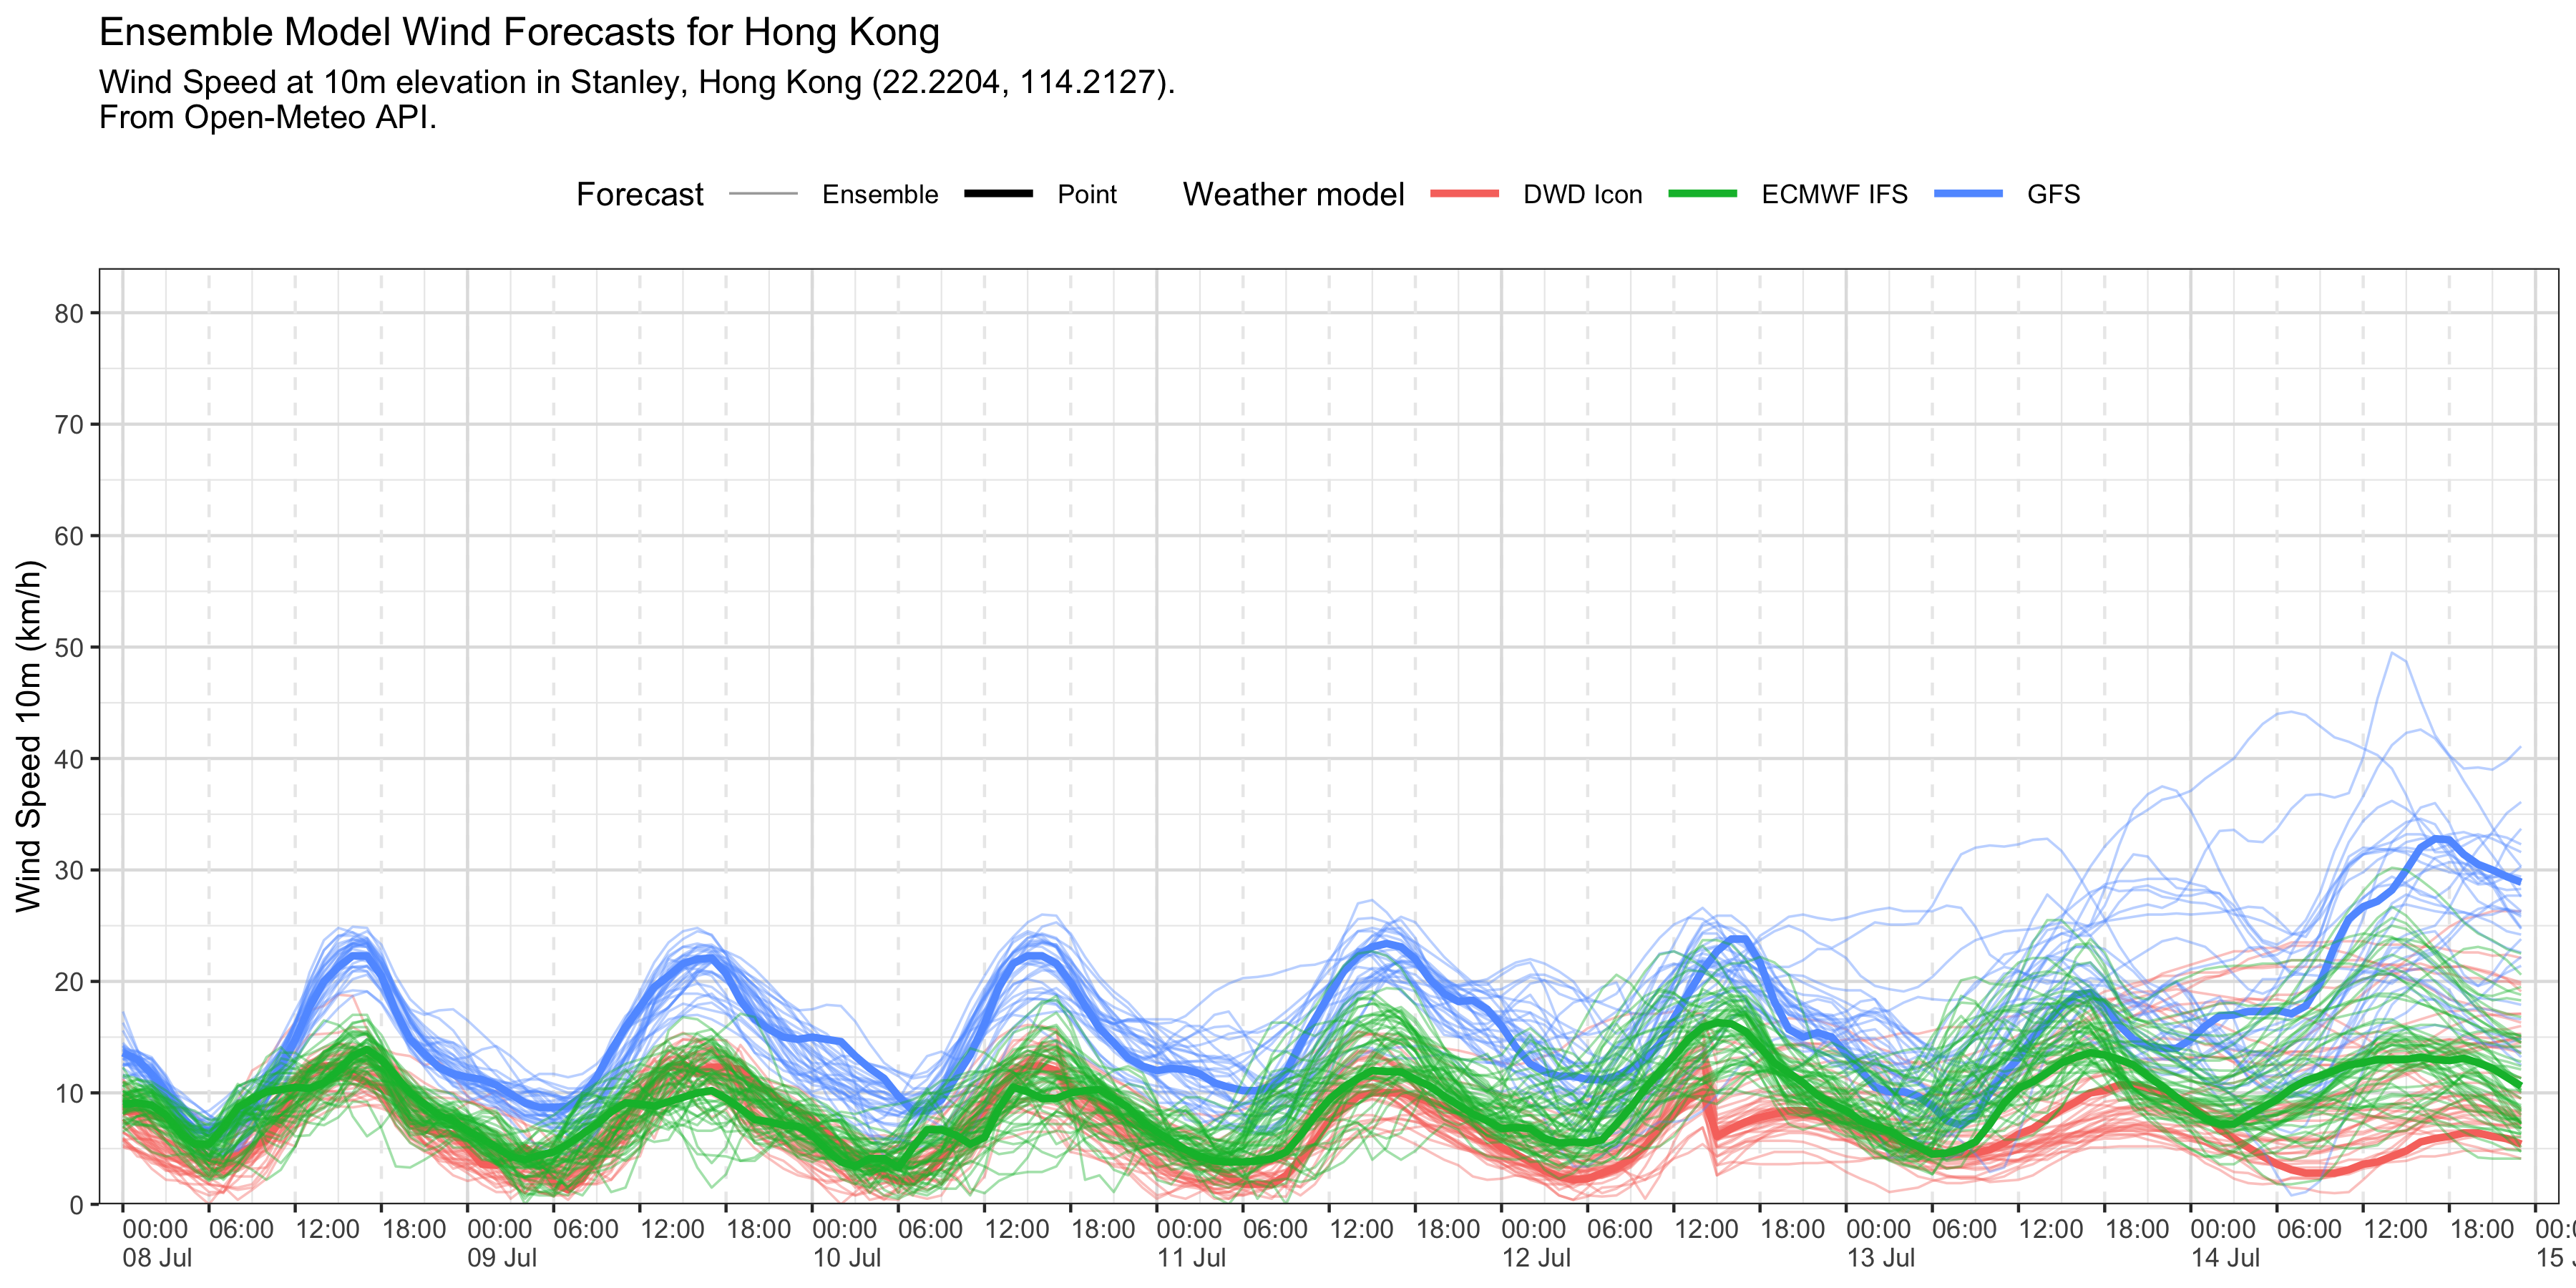 Ensemble Model Wind Forecasts for Hong Kong
Wind Speed at 10m elevation in Stanley, Hong Kong (22.2204, 114.2127).
From Open-Meteo API.
Forecast Ensemble Point Weather model DWD Icon ECMWF IFS GFS
Wind Speed 10m (km/h)
80
70
60
50
40
30
20
10
0
00:00 06:00 12:00 18:00 00:00 06:00 12:00 18:00 00:00 06:00 12:00 18:00 00:00 06:00 12:00 18:00 00:00 06:00 12:00 18:00 00:00 06:00 12:00 18:00 00:00 06:00 12:00 18:00
08 Jul 09 Jul 10 Jul 11 Jul 12 Jul 13 Jul 14 Jul 15